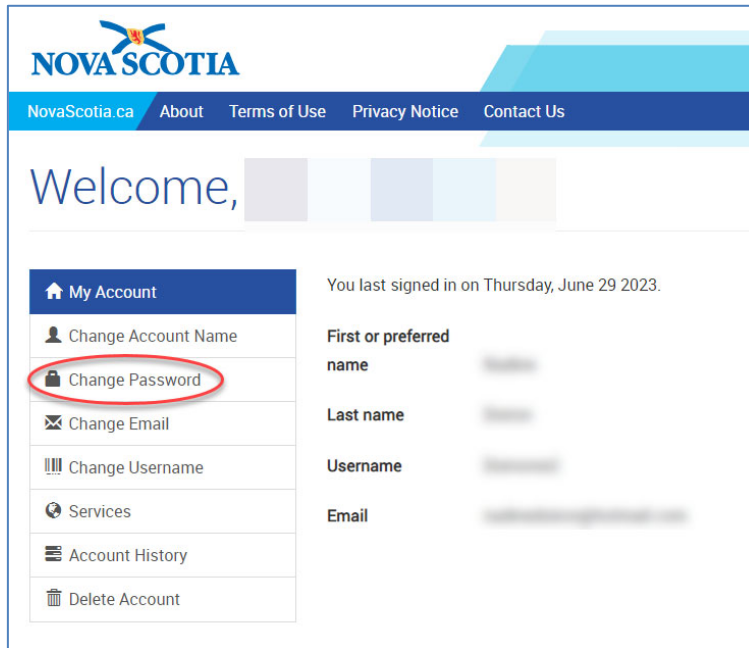 NOVA SCOTIA
NovaScotia.ca About Terms of Use Privacy Notice Contact Us
Welcome,
My Account
Change Account Name
Change Password
Change Email
Change Username
Services
Account History
Delete Account
You last signed in on Thursday, June 29 2023.
First or preferred
name
Last name
Username
Email